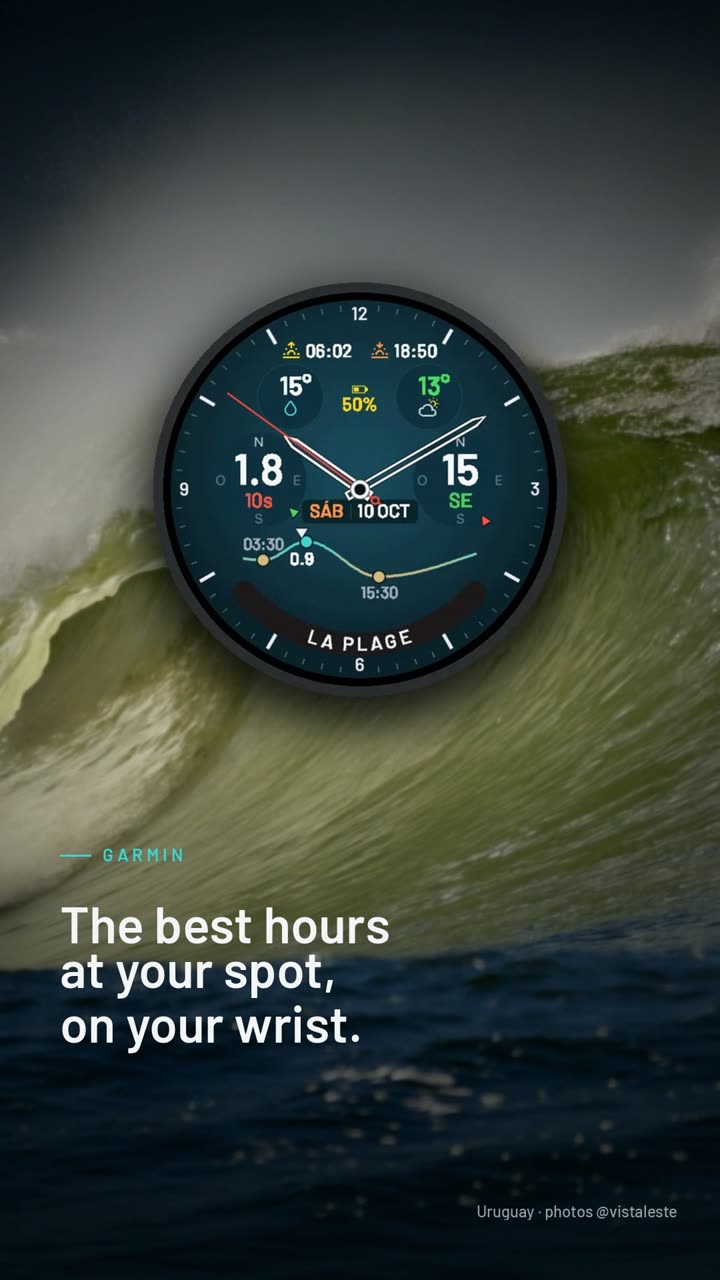 12
06:02 18:50
15° 13°
50%
N N
O 1.8 E O 15 E
10s SE
S S
9 3
SÁB 10 OCT
03:30
0.9
15:30
LA PLAGE
6
GARMIN
The best hours
at your spot,
on your wrist.
Uruguay · photos @vistaleste